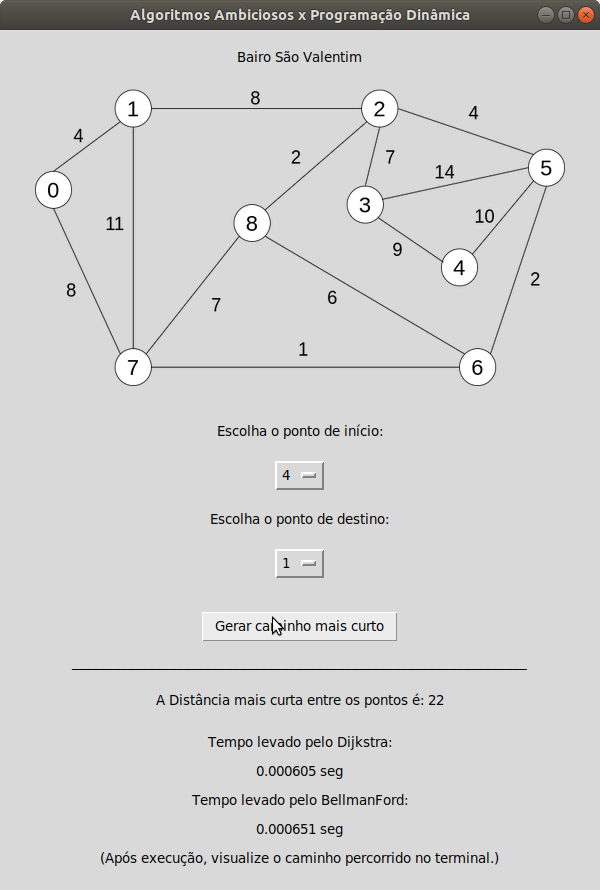 Algoritmos Ambiciosos x Programação Dinâmica
Bairo São Valentim
1
8
2
4
4
2
7
14
5
0
3
8
11
10
9
4
8
7
6
2
1
7
6
Escolha o ponto de início:
4
Escolha o ponto de destino:
1
Gerar caminho mais curto
A Distância mais curta entre os pontos é: 22
Tempo levado pelo Dijkstra:
0.000605 seg
Tempo levado pelo BellmanFord:
0.000651 seg
(Após execução, visualize o caminho percorrido no terminal.)